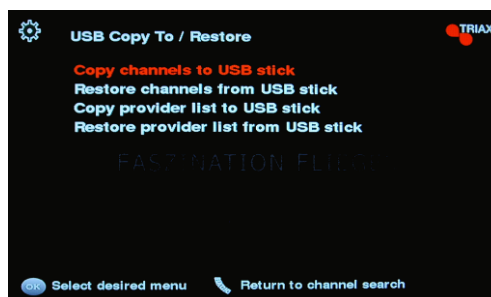 USB Copy To / Restore
TRIAX
Copy channels to USB stick
Restore channels from USB stick
Copy provider list to USB stick
Restore provider list from USB stick
OK Select desired menu
Return to channel search